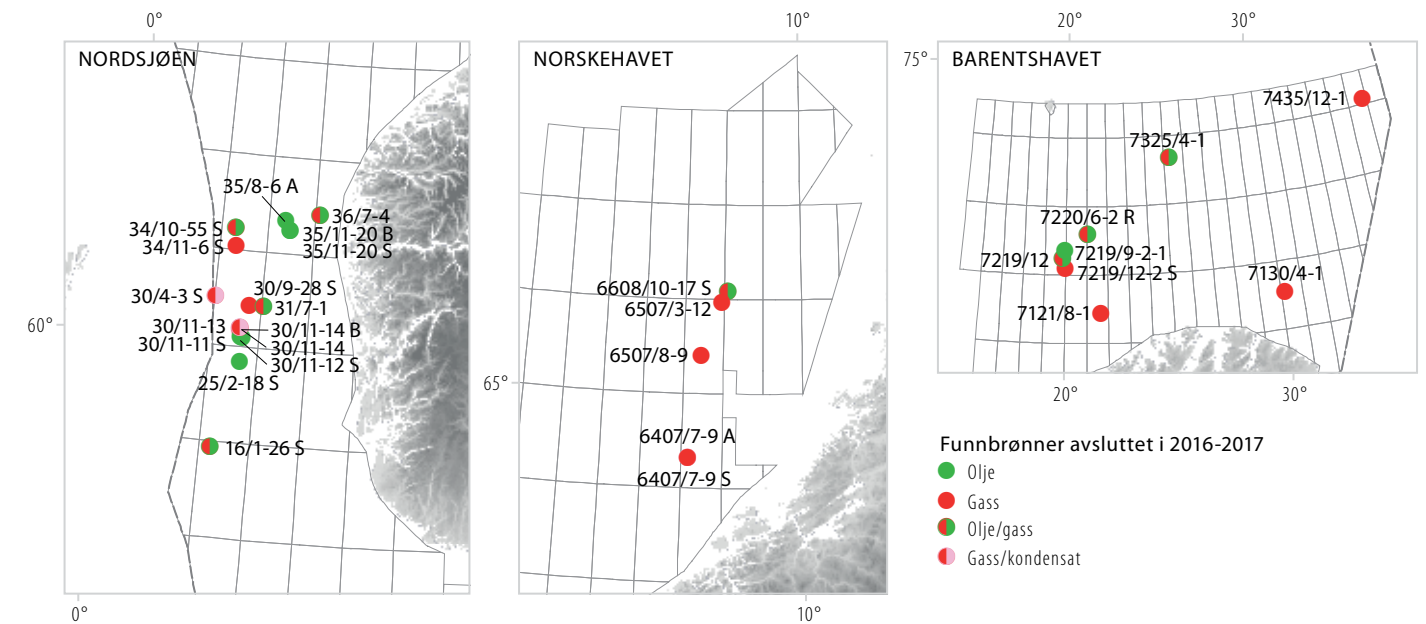 0°
10°
20°
30°
75°
NORDSJØEN
NORSKEHAVET
BARENTSHAVET
35/8-6 A
36/7-4
34/10-55 S
35/11-20 B
34/11-6 S
35/11-20 S
30/9-28 S
30/4-3 S
31/7-1
60°
30/11-13
30/11-14 B
30/11-11 S
30/11-14
30/11-12 S
25/2-18 S
16/1-26 S
0°
6608/10-17 S
6507/3-12
6507/8-9
65°
6407/7-9 A
6407/7-9 S
10°
7435/12-1
7325/4-1
7220/6-2 R
7219/9-2-1
7219/12
7219/12-2 S
7130/4-1
7121/8-1
20°
30°
Funnbrønner avsluttet i 2016-2017
Olje
Gass
Olje/gass
Gass/kondensat